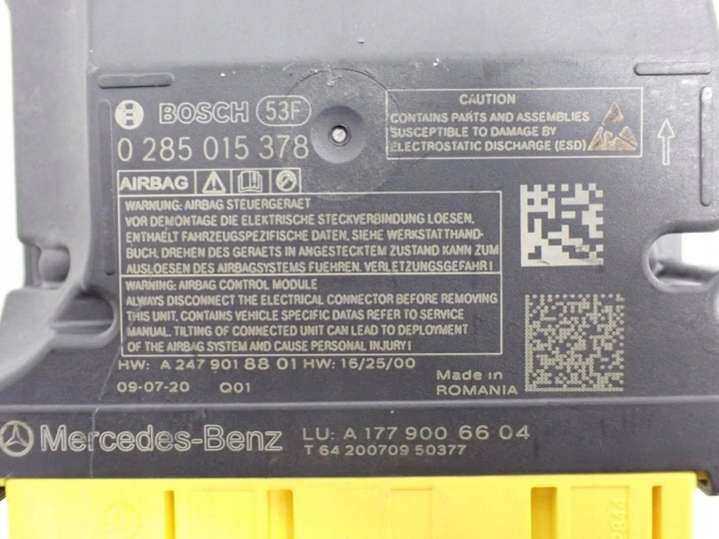 BOSCH 53F
0 285 015 378
CAUTION
CONTAINS PARTS AND ASSEMBLIES
SUSCEPTIBLE TO DAMAGE BY
ELECTROSTATIC DISCHARGE (ESD)
AIRBAG
WARNUNG: AIRBAG STEUERGERAET
VOR DEMONTAGE DIE ELEKTRISCHE STECKVERBINDUNG LOESEN.
ENTHAELT FAHRZEUGSPEZIFISCHE DATEN. SIEHE WERKSTATTHAND-
BUCH. DREHEN DES GERAETS IN ANGESTECKTEM ZUSTAND KANN ZUM
AUSLOESEN DES AIRBAGSYSTEMS FUEHREN. VERLETZUNGSGEFAHR!
WARNING: AIRBAG CONTROL MODULE
ALWAYS DISCONNECT THE ELECTRICAL CONNECTOR BEFORE REMOVING
THIS UNIT. CONTAINS VEHICLE SPECIFIC DATAS REFER TO SERVICE
MANUAL. TILTING OF CONNECTED UNIT CAN LEAD TO DEPLOYMENT
OF THE AIRBAG SYSTEM AND CAUSE PERSONAL INJURY!
HW: A 247 901 88 01 HW: 16/25/00
09-07-20 Q01
Made in
ROMANIA
Mercedes-Benz LU: A 177 900 66 04
T 64 200709 50377